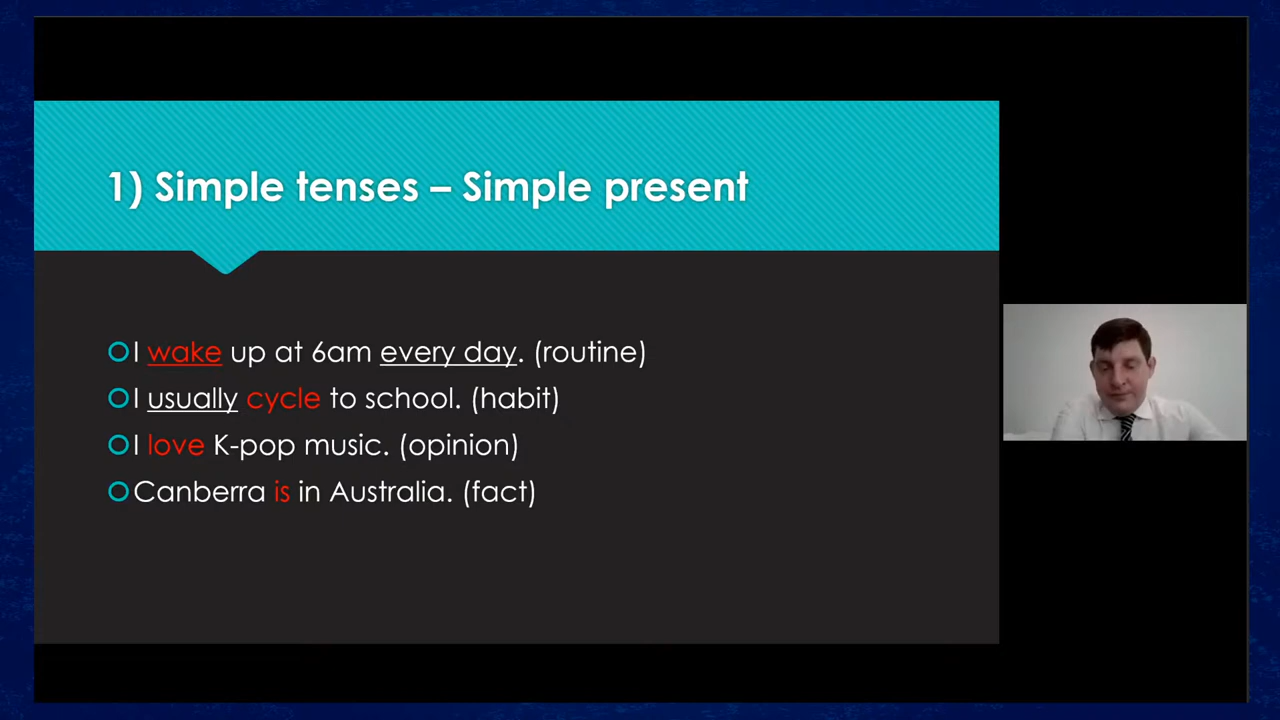 1) Simple tenses – Simple present
I wake up at 6am every day. (routine)
I usually cycle to school. (habit)
I love K-pop music. (opinion)
Canberra is in Australia. (fact)